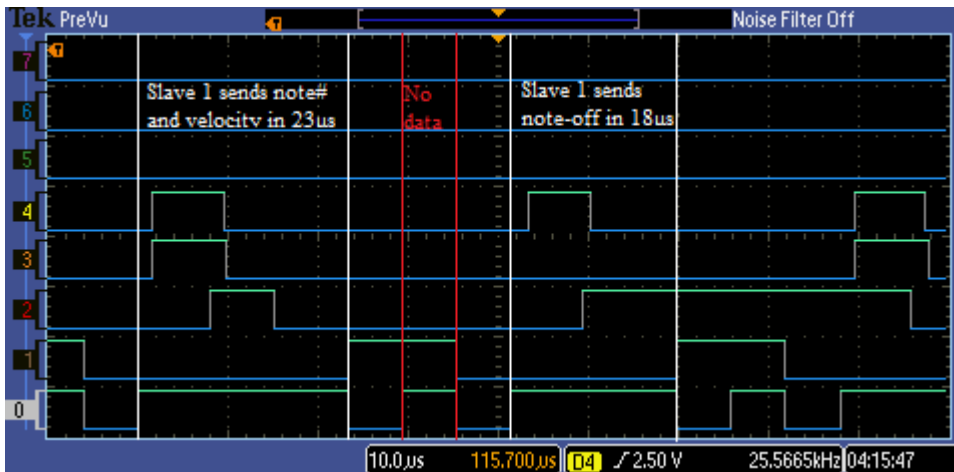 Tek PreVu
Noise Filter Off
7
6
5
4
3
2
1
0
Slave 1 sends note#
and velocity in 23us
No
data
Slave 1 sends
note-off in 18us
10.0µs
115.700µs
D4 / 2.50 V
25.5665kHz
04:15:47